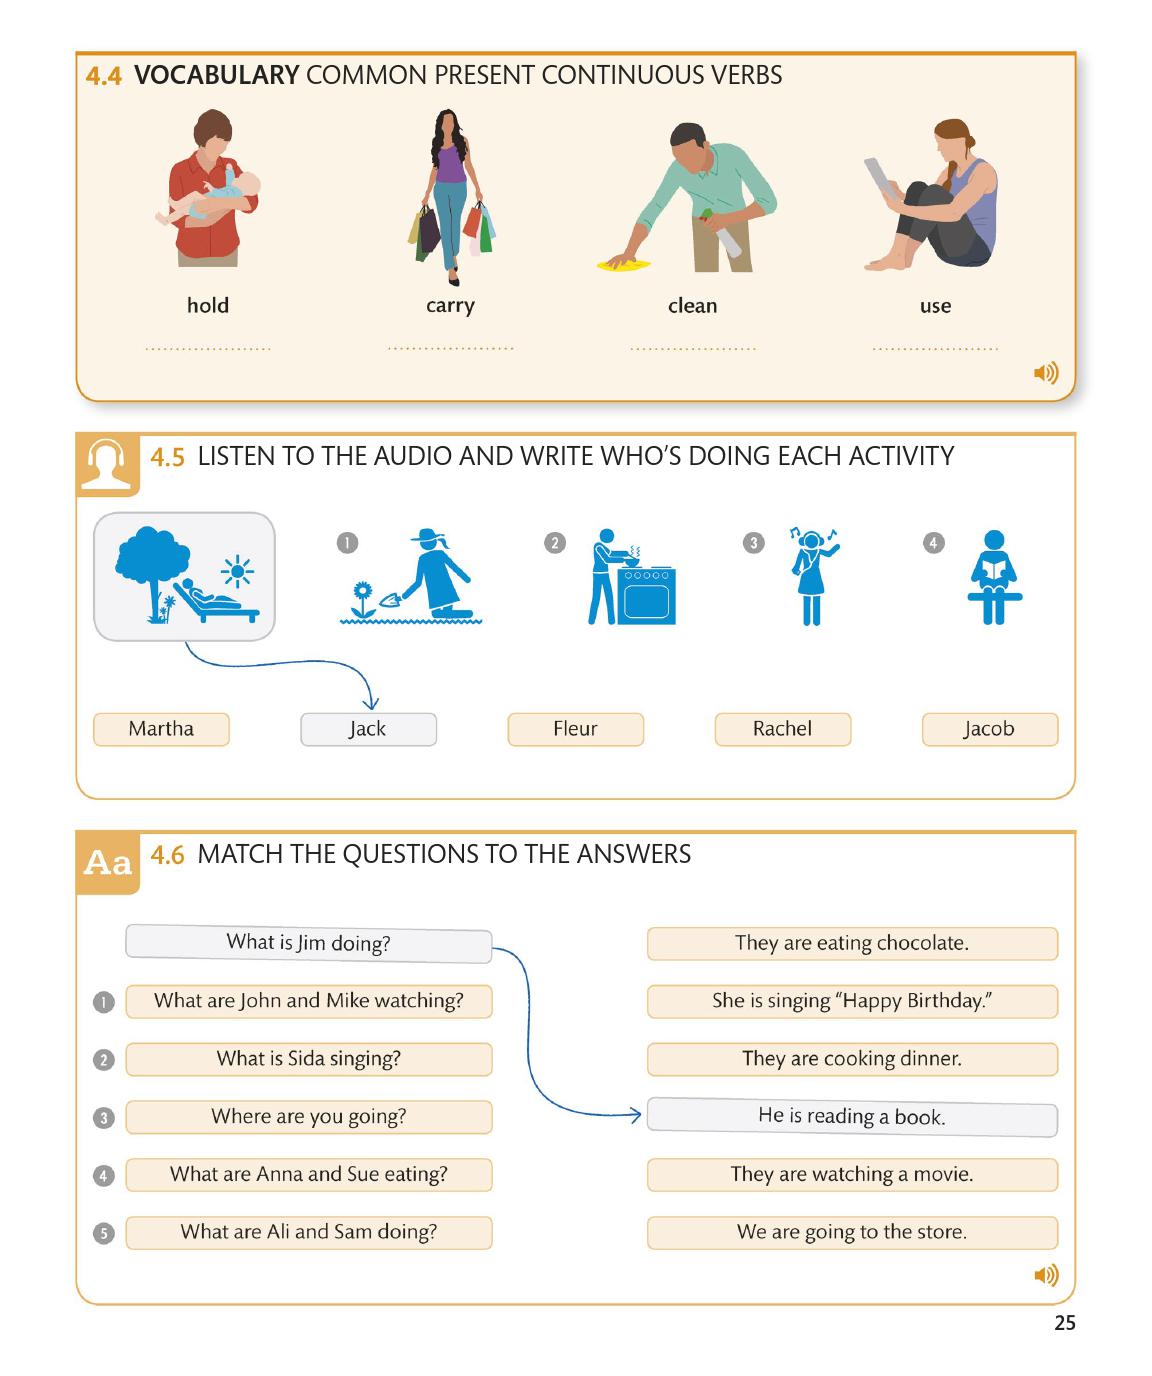 4.4 VOCABULARY COMMON PRESENT CONTINUOUS VERBS
hold
carry
clean
use
4.5 LISTEN TO THE AUDIO AND WRITE WHO'S DOING EACH ACTIVITY
1
2
3
4
Martha
Jack
Fleur
Rachel
Jacob
Aa 4.6 MATCH THE QUESTIONS TO THE ANSWERS
What is Jim doing?
They are eating chocolate.
1 What are John and Mike watching?
She is singing “Happy Birthday.”
2 What is Sida singing?
They are cooking dinner.
3 Where are you going?
He is reading a book.
4 What are Anna and Sue eating?
They are watching a movie.
5 What are Ali and Sam doing?
We are going to the store.
25